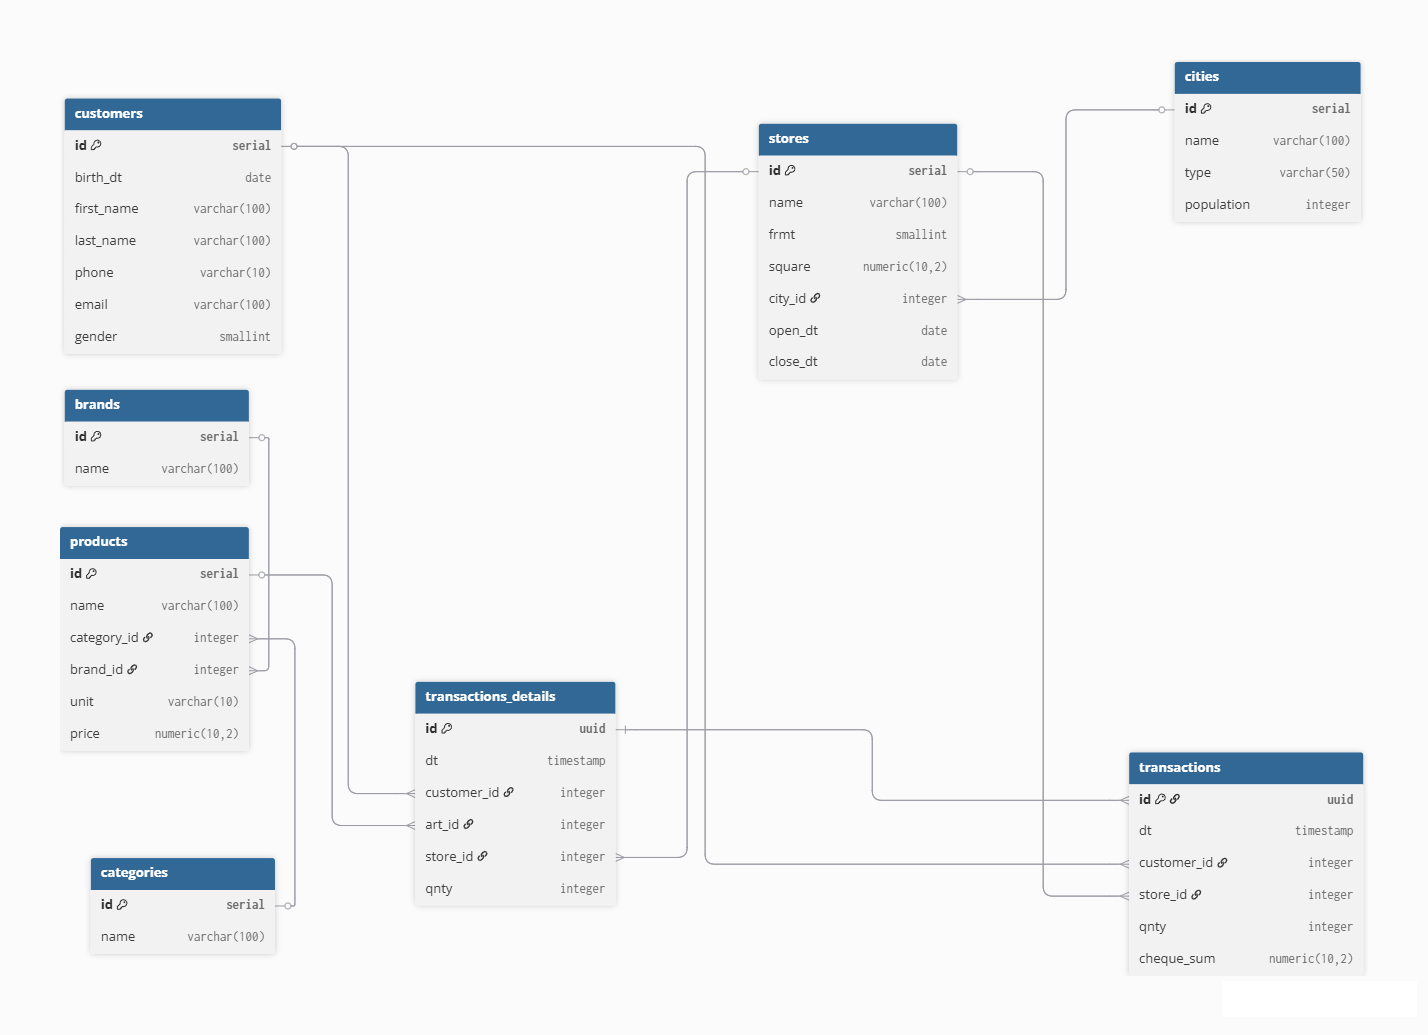 customers
id serial
birth_dt date
first_name varchar(100)
last_name varchar(100)
phone varchar(10)
email varchar(100)
gender smallint
brands
id serial
name varchar(100)
products
id serial
name varchar(100)
category_id integer
brand_id integer
unit varchar(10)
price numeric(10,2)
categories
id serial
name varchar(100)
transactions_details
id uuid
dt timestamp
customer_id integer
art_id integer
store_id integer
qnty integer
stores
id serial
name varchar(100)
frmt smallint
square numeric(10,2)
city_id integer
open_dt date
close_dt date
cities
id serial
name varchar(100)
type varchar(50)
population integer
transactions
id uuid
dt timestamp
customer_id integer
store_id integer
qnty integer
cheque_sum numeric(10,2)